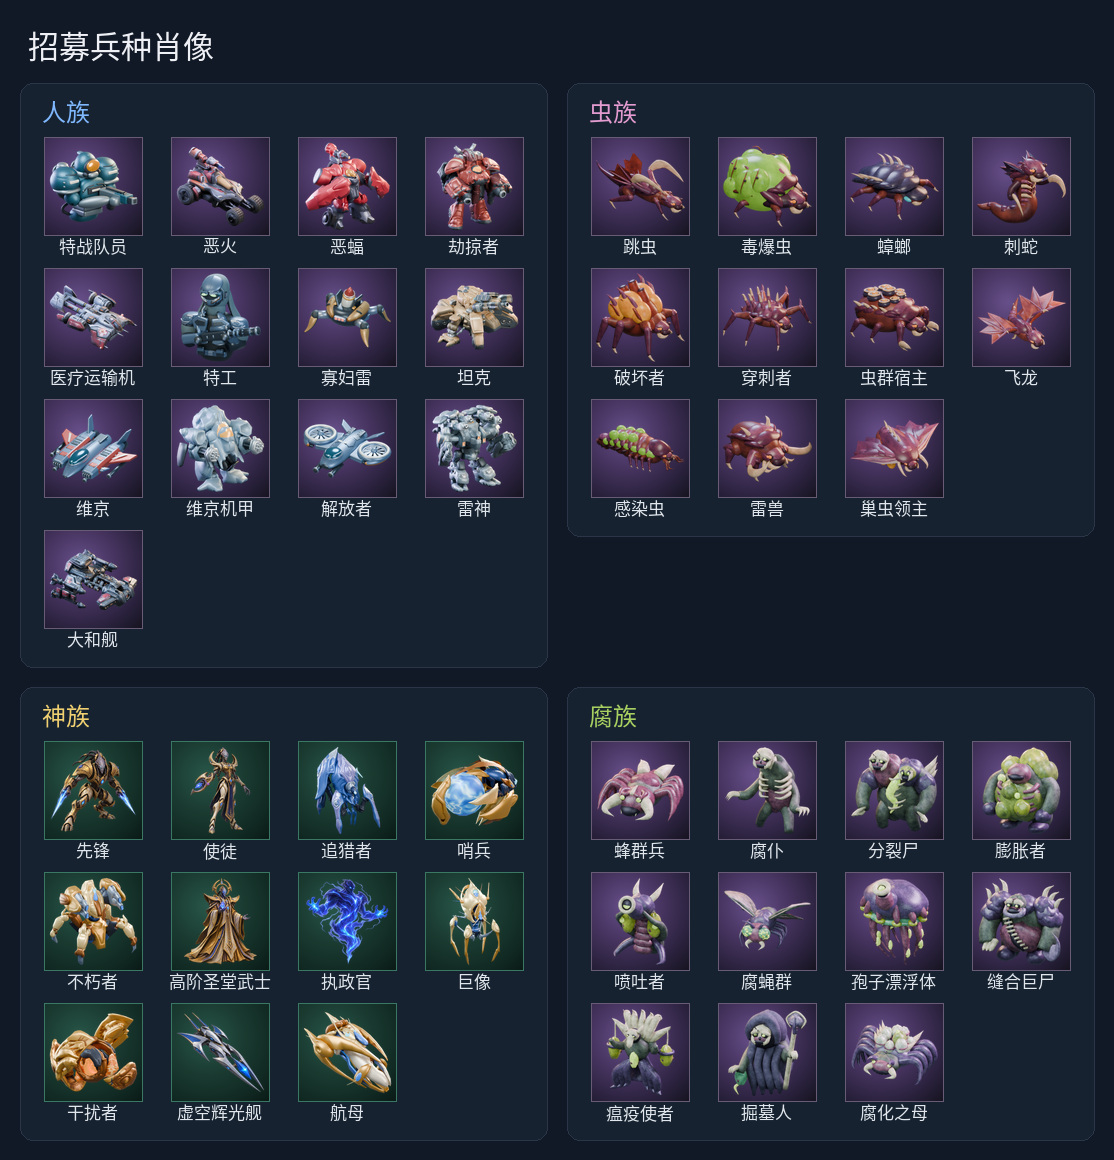 招募兵种肖像
人族
特战队员 恶火 恶蝠 劫掠者
医疗运输机 特工 寡妇雷 坦克
维京 维京机甲 解放者 雷神
大和舰
虫族
跳虫 毒爆虫 蟑螂 刺蛇
破坏者 穿刺者 虫群宿主 飞龙
感染虫 雷兽 巢虫领主
神族
先锋 使徒 追猎者 哨兵
不朽者 高阶圣堂武士 执政官 巨像
干扰者 虚空辉光舰 航母
腐族
蜂群兵 腐仆 分裂尸 膨胀者
喷吐者 腐蝇群 孢子漂浮体 缝合巨尸
瘟疫使者 掘墓人 腐化之母